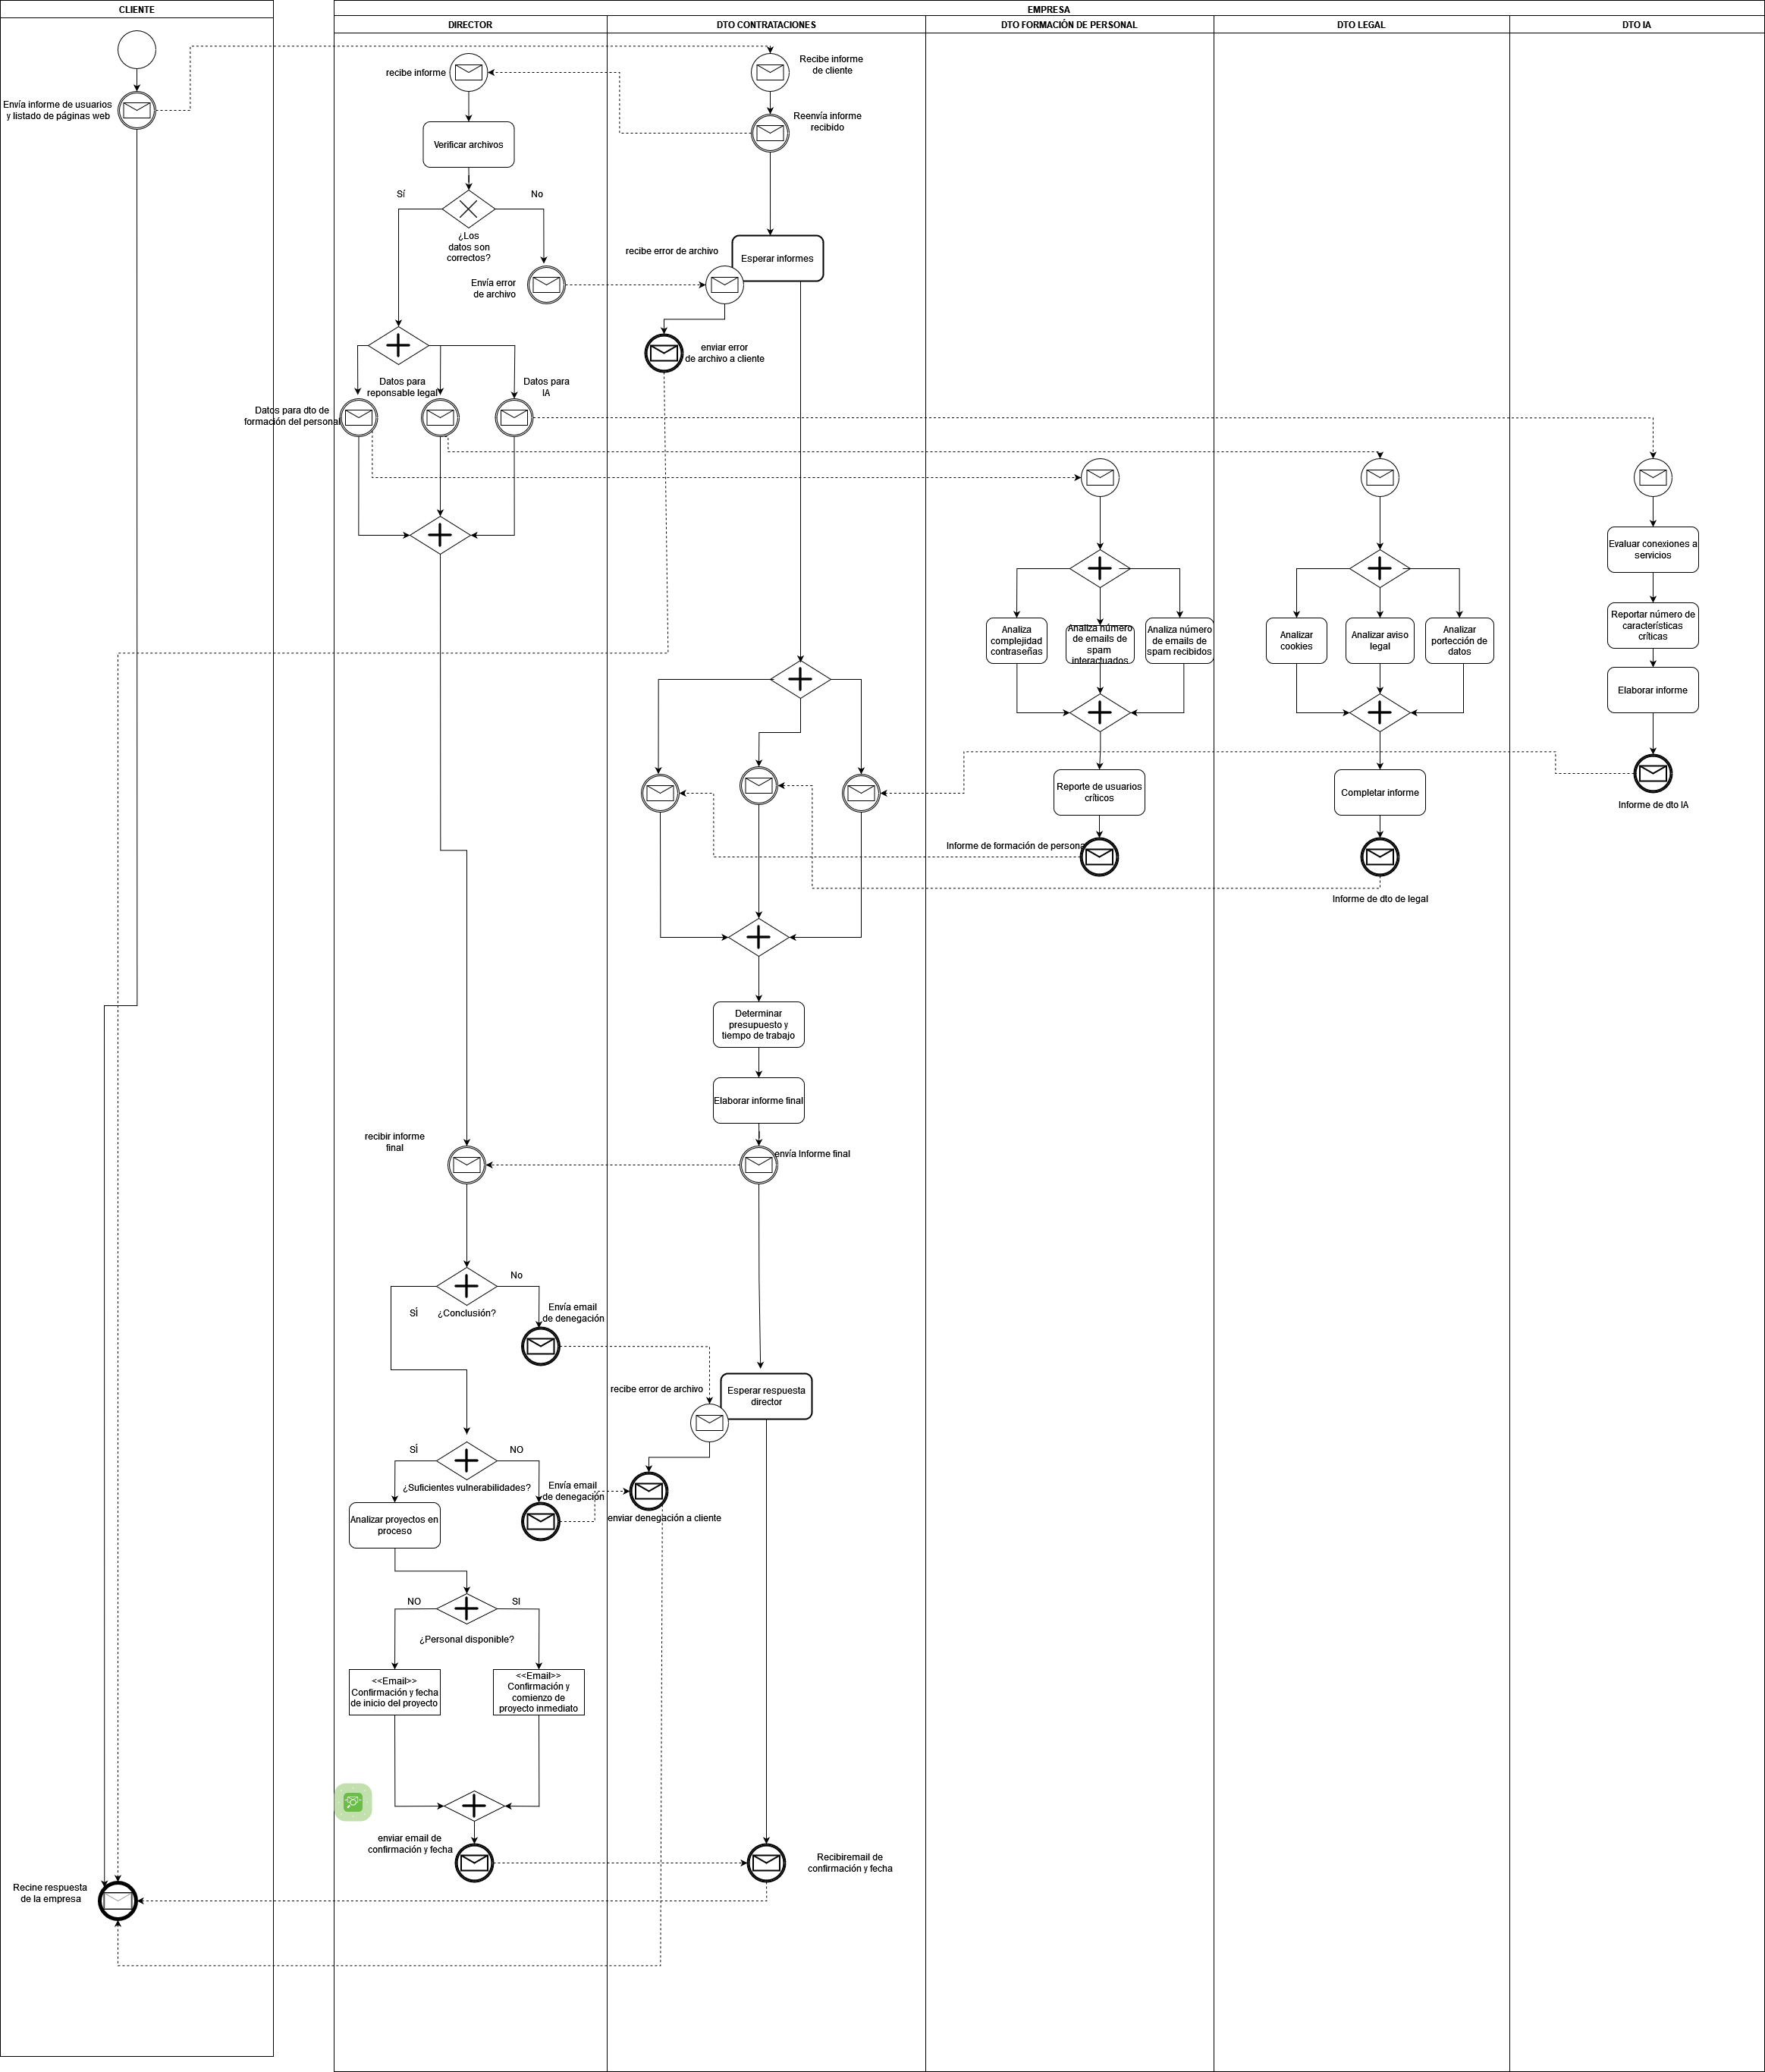 CLIENTE
EMPRESA
DIRECTOR
DTO CONTRATACIONES
DTO FORMACIÓN DE PERSONAL
DTO LEGAL
DTO IA
Envía informe de usuarios
y listado de páginas web
recibe informe
Recibe informe
de cliente
Reenvía informe
recibido
Verificar archivos
Sí
No
¿Los
datos son
correctos?
Envía error
de archivo
recibe error de archivo
Esperar informes
enviar error
de archivo a cliente
Datos para
reponsable legal
Datos para
IA
Datos para dto de
formación del personal
Evaluar conexiones a
servicios
Reportar número de
características
críticas
Elaborar informe
Analiza
complejidad
contraseñas
Analiza número
de emails de
spam
interactuados
Analiza número
de emails de
spam recibidos
Analizar
cookies
Analizar aviso
legal
Analizar
portección de
datos
Reporte de usuarios
críticos
Completar informe
Informe de dto IA
Informe de formación de persona
Informe de dto de legal
Determinar
presupuesto y
tiempo de trabajo
Elaborar informe final
recibir informe
final
envía Informe final
No
SÍ
¿Conclusión?
Envía email
de denegación
recibe error de archivo
Esperar respuesta
director
SÍ
NO
¿Suficientes vulnerabilidades?
Envía email
de denegación
enviar denegación a cliente
Analizar proyectos en
proceso
NO
SI
¿Personal disponible?
<<Email>>
Confirmación y fecha
de inicio del proyecto
<<Email>>
Confirmación y
comienzo de
proyecto inmediato
enviar email de
confirmación y fecha
Recibiremail de
confirmación y fecha
Recine respuesta
de la empresa